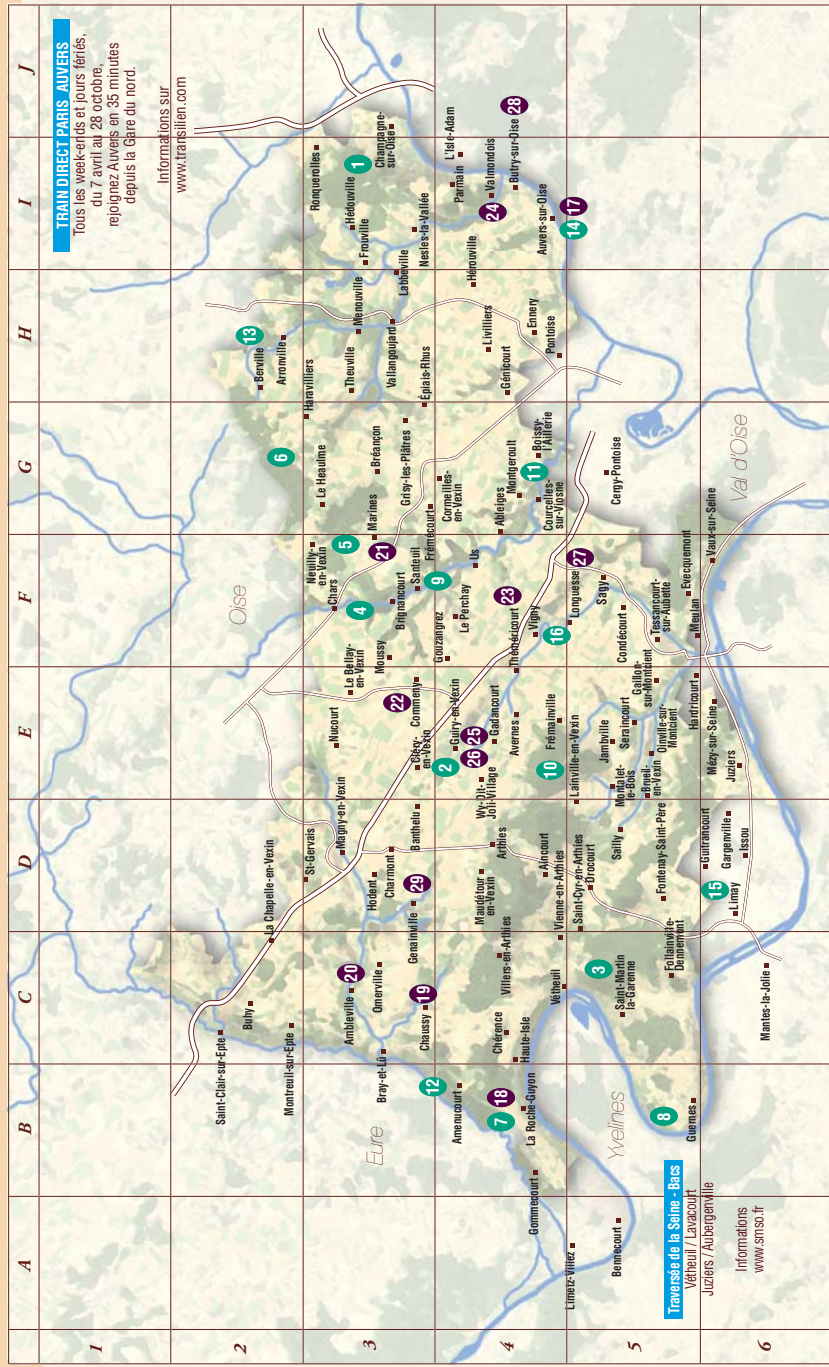 A
B
C
D
E
F
G
H
I
J
1
2
3
4
5
6
TRAIN DIRECT PARIS AUVERS
Tous les week-ends et jours fériés,
du 7 avril au 28 octobre,
rejoignez Auvers en 35 minutes
depuis la Gare du nord.
Informations sur
www.transilien.com
Oise
Eure
Yvelines
Val d'Oise
Saint-Clair-sur-Epte
Buhy
Montreuil-sur-Epte
La Chapelle-en-Vexin
St-Gervais
Magny-en-Vexin
Berville
13
Arronville
6
Bray-et-Lû
Ambleville
20
Omerville
Chaussy
19
Genainville
29
Hodent
Charmont
Banthelu
Nucourt
Le Bellay-
en-Vexin
22
Commeny
Cléry-
en-Vexin
Moussy
Chars
4
Brignancourt
Neuilly-
en-Vexin
5
21
Marines
Santeuil
9
Frémecourt
Le Heaulme
Bréançon
Grisy-les-Plâtres
Haravilliers
Theuville
Épiais-Rhus
Menouville
Vallangoujard
Labbeville
Frouville
Hédouville
Ronquerolles
1
Champagne-
sur-Oise
Nesles-la-Vallée
12
Amenucourt
7
18
La Roche-Guyon
Gommecourt
Chérence
Haute-Isle
Villers-en-Arthies
Vétheuil
Maudétour
en-Vexin
Arthies
Aincourt
Vienne-en-Arthies
2
26
25
Guiry-en-Vexin
Wy-Dit-
Joli-Village
Gadancourt
Avernes
Frémainville
10
Gouzangrez
Le Perchay
Us
Théméricourt
23
Vigny
16
Cormeilles-
en-Vexin
Ableiges
Montgeroult
11
Courcelles-
sur-Viosne
Boissy-
l'Aillerie
Génicourt
Livilliers
Hérouville
Ennery
Pontoise
Parmain
L'Isle-Adam
24
Valmondois
Butry-sur-Oise
28
Auvers-sur-Oise
14
17
Limetz-Villez
Bennecourt
8
Guernes
3
Saint-Martin
la-Garenne
Follainville-
Dennemont
Saint-Cyr-en-Arthies
Drocourt
Sailly
Fontenay-Saint-Père
Lainville-en-Vexin
Jambville
Montalet-
le-Bois
Seraincourt
Brueil-
en-Vexin
Oinville-sur-
Montcient
Gaillon-
sur-Montcient
Hardricourt
Longuesse
27
Sagy
Condécourt
Tessancourt-
sur-Aubette
Evecquemont
Meulan
Vaux-sur-Seine
Cergy-Pontoise
Mantes-la-Jolie
15
Limay
Guitrancourt
Gargenville
Issou
Mézy-sur-Seine
Juziers
Traversée de la Seine - Bacs
Vétheuil / Lavacourt
Juziers / Aubergenville
Informations
www.smso.fr